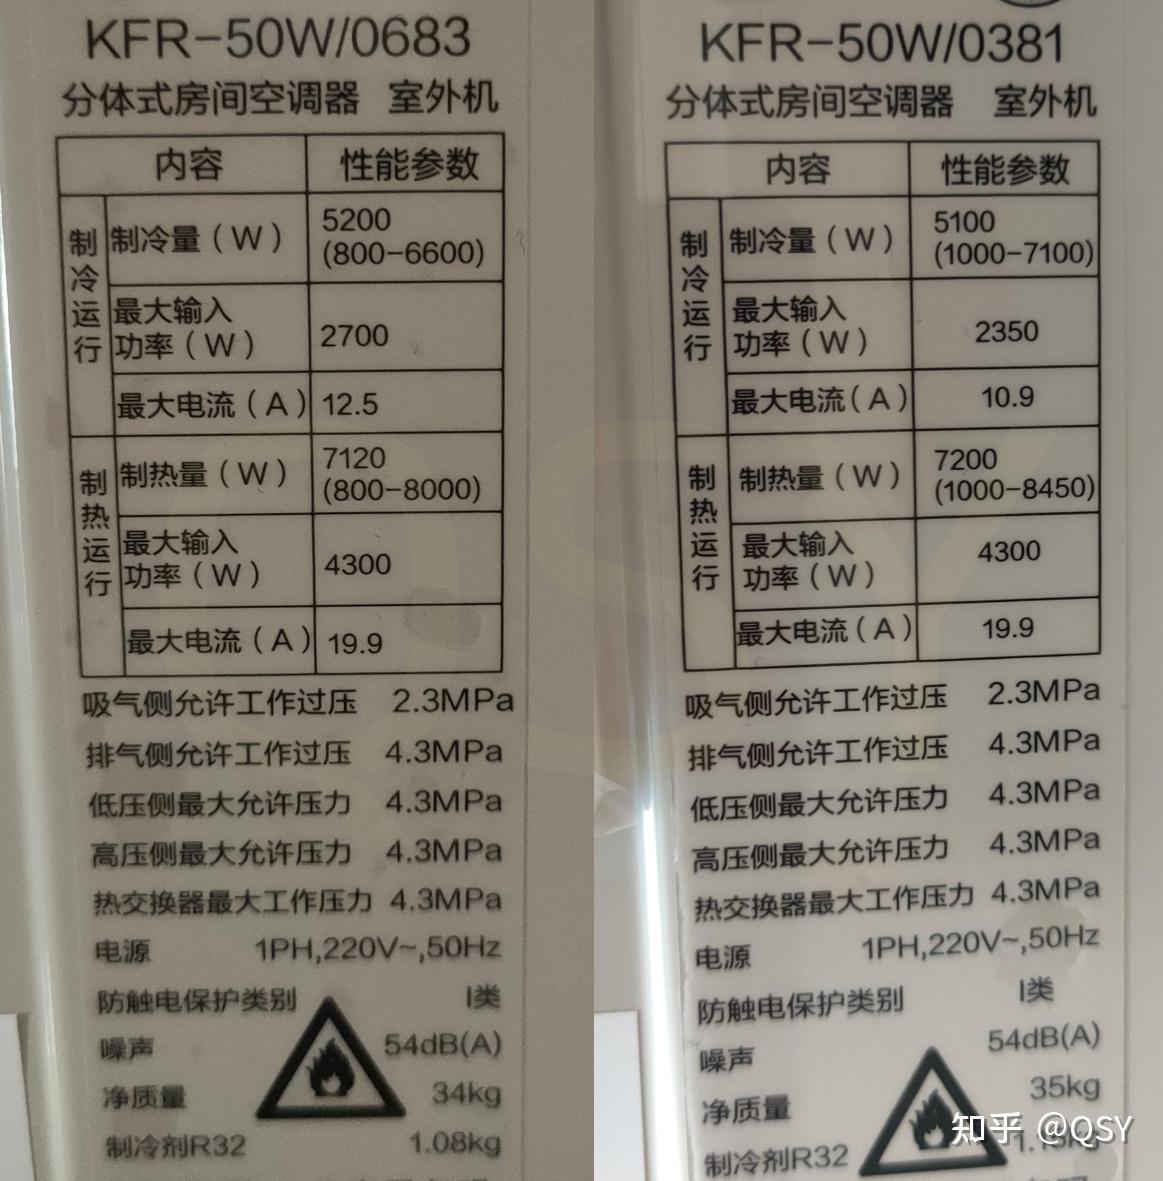 KFR-50W/0683
分体式房间空调器 室外机
内容 性能参数
制冷运行
制冷量（W） 5200
(800-6600)
最大输入
功率（W） 2700
最大电流（A） 12.5
制热运行
制热量（W） 7120
(800-8000)
最大输入
功率（W） 4300
最大电流（A） 19.9
吸气侧允许工作过压 2.3MPa
排气侧允许工作过压 4.3MPa
低压侧最大允许压力 4.3MPa
高压侧最大允许压力 4.3MPa
热交换器最大工作压力 4.3MPa
电源 1PH,220V~,50Hz
防触电保护类别 I类
噪声 54dB(A)
净质量 34kg
制冷剂R32 1.08kg
KFR-50W/0381
分体式房间空调器 室外机
内容 性能参数
制冷运行
制冷量（W） 5100
(1000-7100)
最大输入
功率（W） 2350
最大电流（A） 10.9
制热运行
制热量（W） 7200
(1000-8450)
最大输入
功率（W） 4300
最大电流（A） 19.9
吸气侧允许工作过压 2.3MPa
排气侧允许工作过压 4.3MPa
低压侧最大允许压力 4.3MPa
高压侧最大允许压力 4.3MPa
热交换器最大工作压力 4.3MPa
电源 1PH,220V~,50Hz
防触电保护类别 I类
噪声 54dB(A)
净质量 35kg
制冷剂R32
知乎 @QSY
QSY